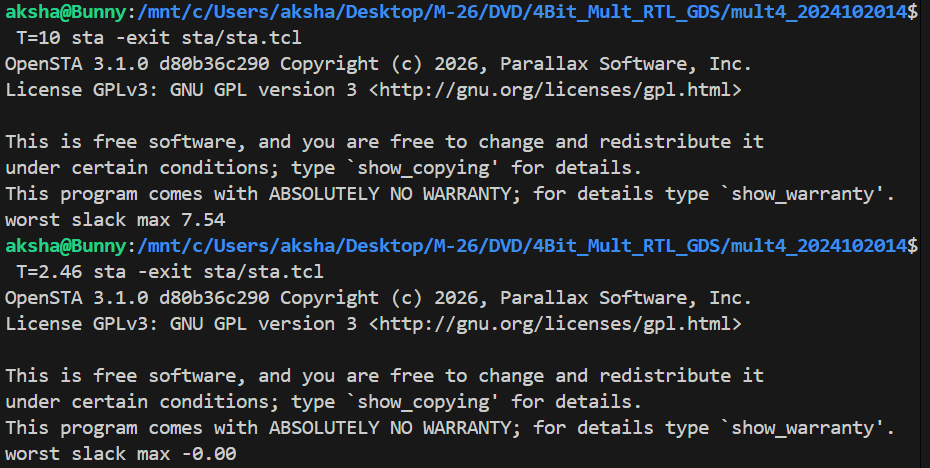 aksha@Bunny:/mnt/c/Users/aksha/Desktop/M-26/DVD/4Bit_Mult_RTL_GDS/mult4_2024102014$
T=10 sta -exit sta/sta.tcl
OpenSTA 3.1.0 d80b36c290 Copyright (c) 2026, Parallax Software, Inc.
License GPLv3: GNU GPL version 3 <http://gnu.org/licenses/gpl.html>

This is free software, and you are free to change and redistribute it
under certain conditions; type `show_copying' for details.
This program comes with ABSOLUTELY NO WARRANTY; for details type `show_warranty'.
worst slack max 7.54
aksha@Bunny:/mnt/c/Users/aksha/Desktop/M-26/DVD/4Bit_Mult_RTL_GDS/mult4_2024102014$
T=2.46 sta -exit sta/sta.tcl
OpenSTA 3.1.0 d80b36c290 Copyright (c) 2026, Parallax Software, Inc.
License GPLv3: GNU GPL version 3 <http://gnu.org/licenses/gpl.html>

This is free software, and you are free to change and redistribute it
under certain conditions; type `show_copying' for details.
This program comes with ABSOLUTELY NO WARRANTY; for details type `show_warranty'.
worst slack max -0.00